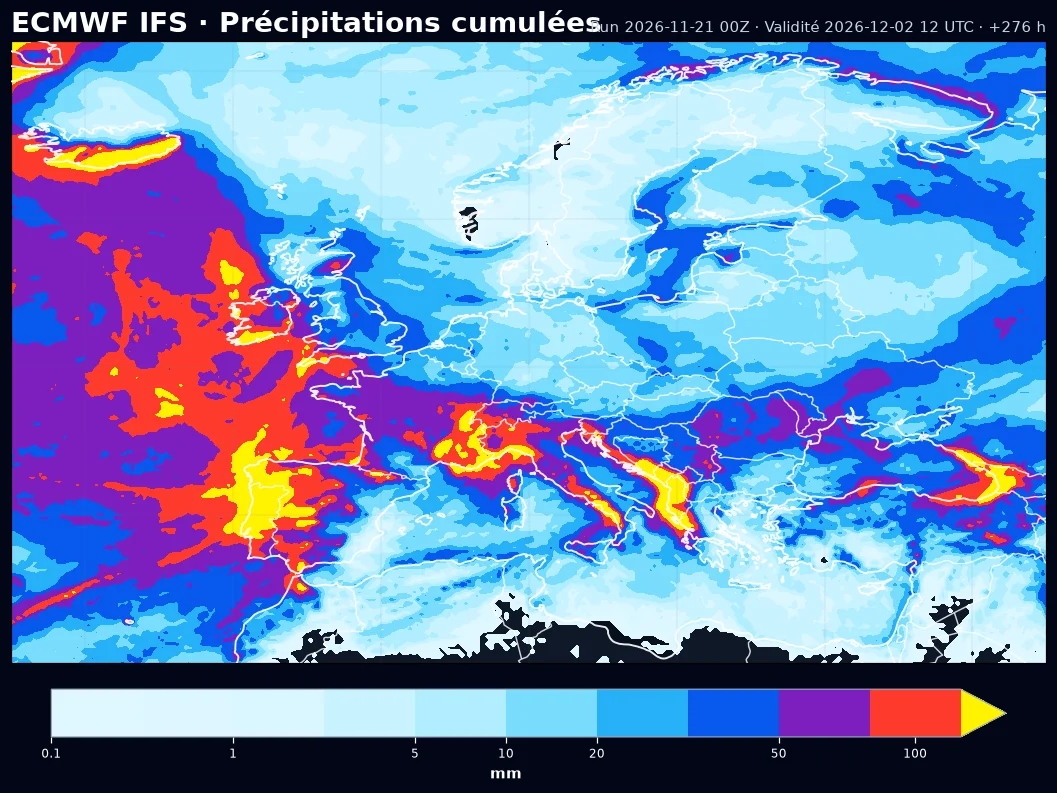 ECMWF IFS · Précipitations cumulées
Run 2026-11-21 00Z · Validité 2026-12-02 12 UTC · +276 h
0.1 1 5 10 20 50 100
mm